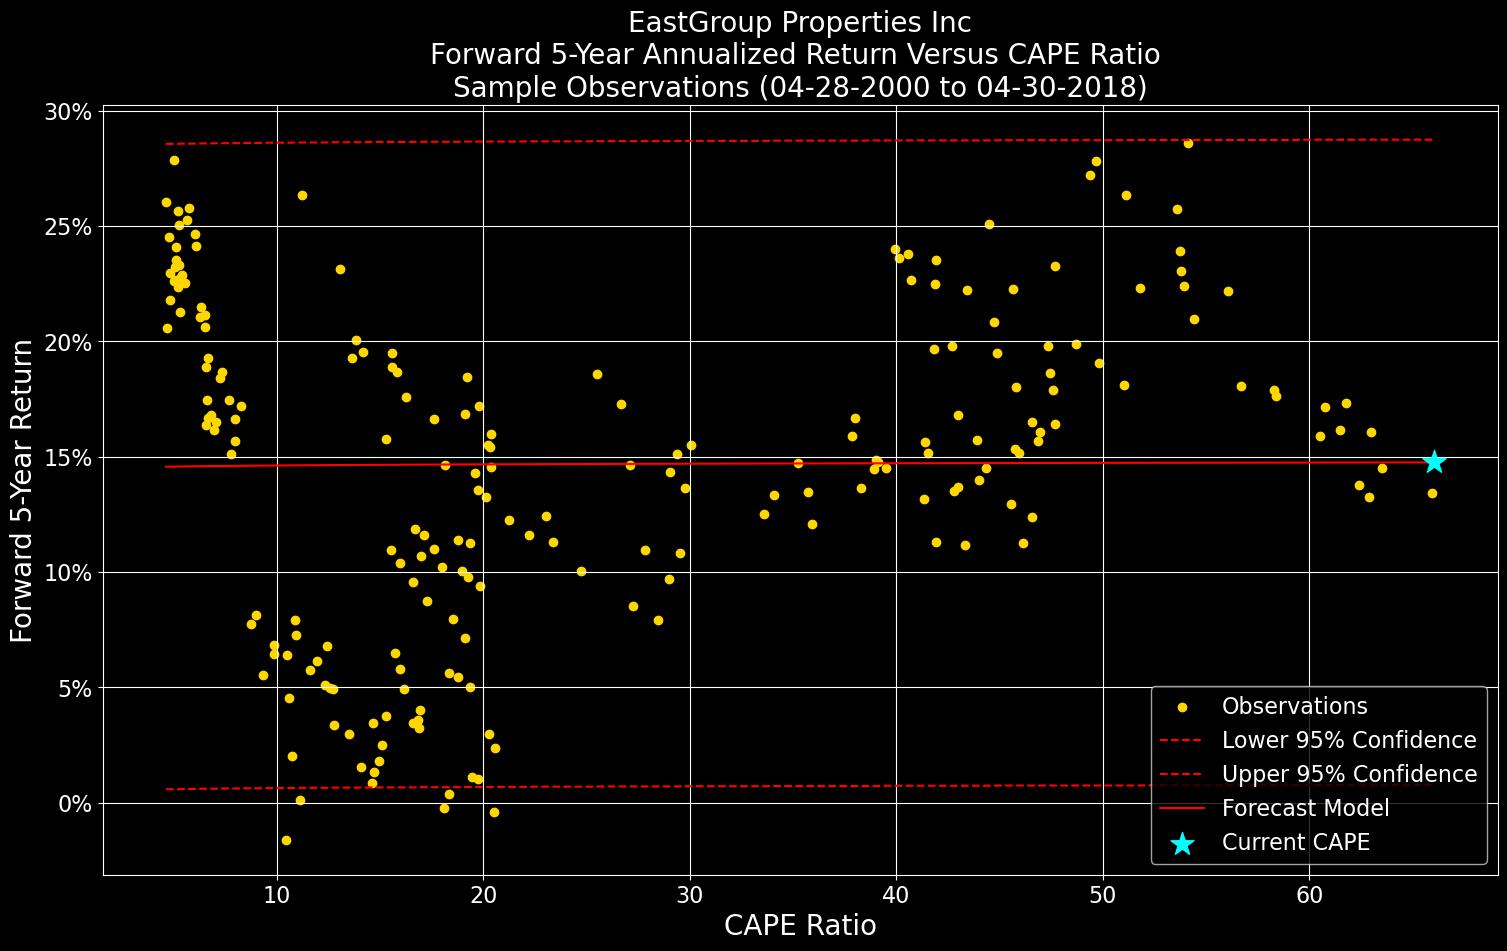 EastGroup Properties Inc
Forward 5-Year Annualized Return Versus CAPE Ratio
Sample Observations (04-28-2000 to 04-30-2018)
30%
25%
20%
15%
10%
5%
0%
Forward 5-Year Return
Observations
Lower 95% Confidence
Upper 95% Confidence
Forecast Model
Current CAPE
10 20 30 40 50 60
CAPE Ratio